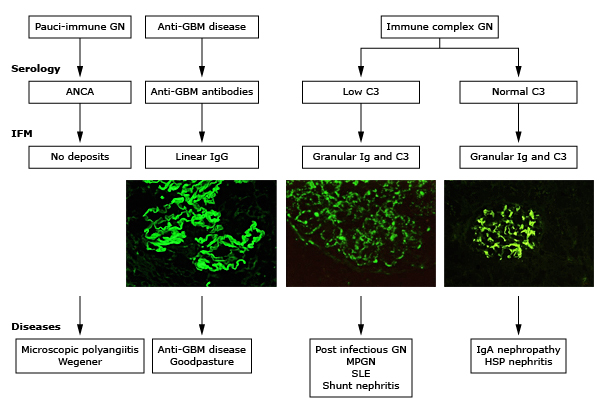 Pauci-immune GN
Anti-GBM disease
Immune complex GN
Serology
ANCA
Anti-GBM antibodies
Low C3
Normal C3
IFM
No deposits
Linear IgG
Granular Ig and C3
Granular Ig and C3
Diseases
Microscopic polyangiitis
Wegener
Anti-GBM disease
Goodpasture
Post infectious GN
MPGN
SLE
Shunt nephritis
IgA nephropathy
HSP nephritis